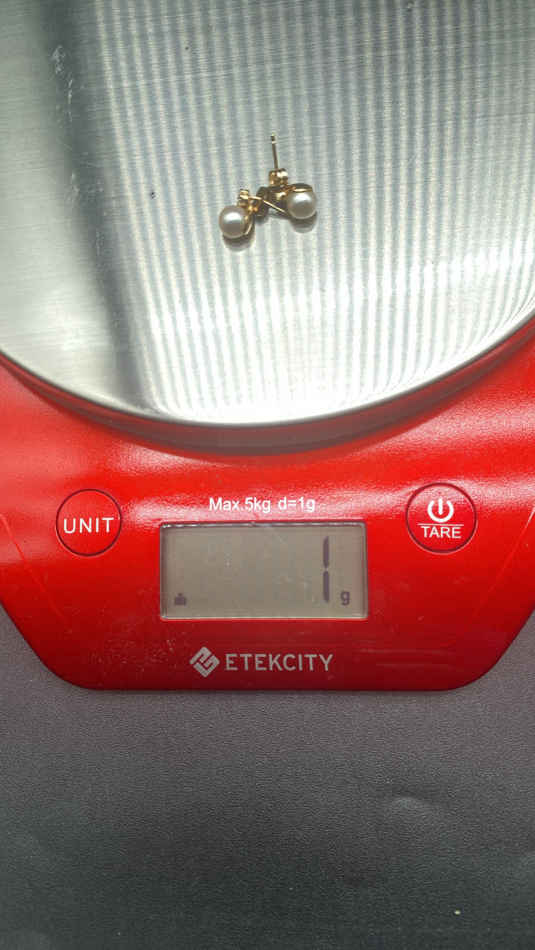 Max.5kg d=1g
UNIT
TARE
1 g
ETEKCITY